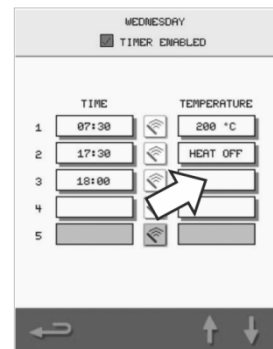 WEDNESDAY
TIMER ENABLED
TIME TEMPERATURE
1 07:30 200 °C
2 17:30 HEAT OFF
3 18:00
4
5